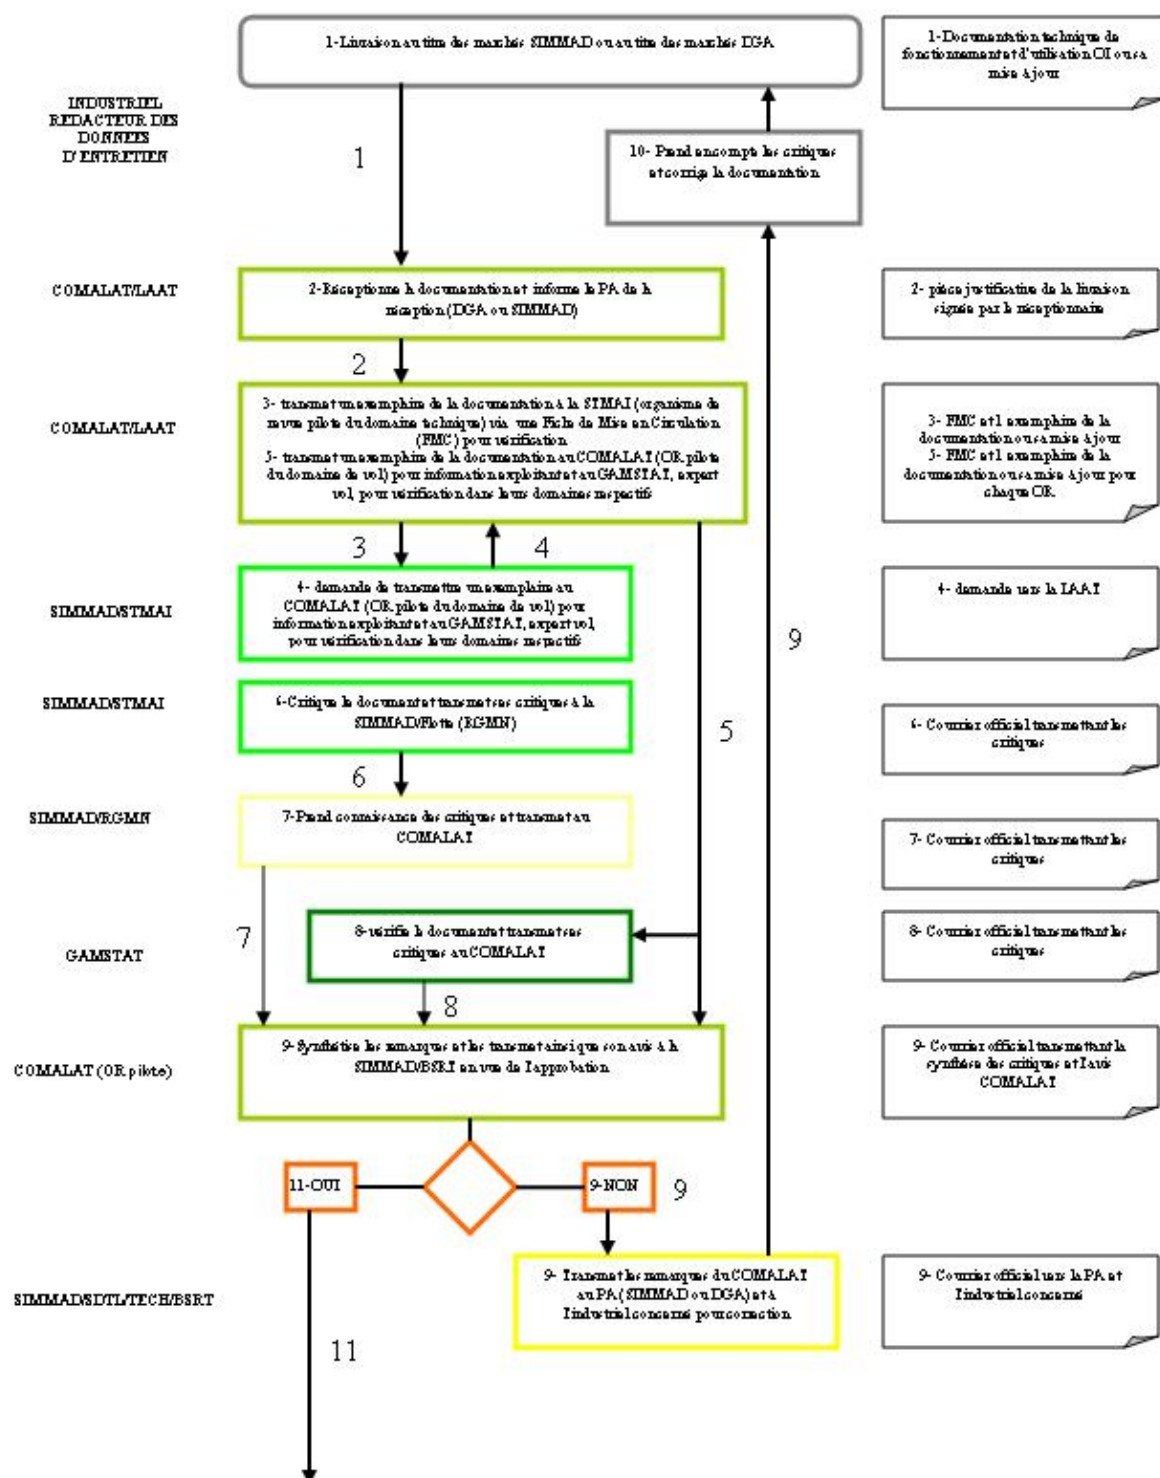 1-Livraison au titre des marchés SIMMAD ou au titre des marchés DGA
1-Documentation technique de
fonctionnement et d'utilisation OI ou sa
mise à jour
INDUSTRIEL
REDACTEUR DES
DONNEES
D'ENTRETIEN
1
10- Prend en compte les critiques
et corrige la documentation
COMALAT/LAAT
2-Réceptionne la documentation et informe le PA de la
réception (DGA ou SIMMAD)
2- pièce justificative de la livraison
signée par le réceptionnaire
2
COMALAT/LAAT
3- transmet un exemplaire de la documentation à la STMAI (organisme de
revue pilote du domaine technique) via une Fiche de Mise en Circulation
(FMC) pour vérification
5- transmet un exemplaire de la documentation au COMALAT (OR pilote
du domaine de vol) pour information exploitant et au GAMSTAT, expert
vol, pour vérification dans leurs domaines respectifs
3- FMC et 1 exemplaire de la
documentation ou sa mise à jour
5- FMC et 1 exemplaire de la
documentation ou sa mise à jour pour
chaque OR
3
4
SIMMAD/STMAI
4- demande de transmettre un exemplaire au
COMALAT (OR pilote du domaine de vol) pour
information exploitant et au GAMSTAT, expert vol,
pour vérification dans leurs domaines respectifs
4- demande vers la LAAT
9
SIMMAD/STMAI
6-Critique le document et transmet ses critiques à la
SIMMAD/Flotte (RGMN)
5
6- Courrier officiel transmettant les
critiques
6
SIMMAD/RGMN
7-Prend connaissance des critiques et transmet au
COMALAT
7- Courrier officiel transmettant les
critiques
7
GAMSTAT
8-vérifie le document et transmet ses
critiques au COMALAT
8- Courrier officiel transmettant les
critiques
8
COMALAT (OR pilote)
9- Synthétise les remarques et les transmet ainsi que son avis à la
SIMMAD/BSRT en vue de l'approbation
9- Courrier officiel transmettant la
synthèse des critiques et l'avis
COMALAT
11-OUI
9-NON
9
SIMMAD/SDTL/TECH/BSRT
9- Transmet les remarques du COMALAT
au PA (SIMMAD ou DGA) et à
l'industriel concerné pour correction
9- Courrier officiel vers la PA et
l'industriel concerné
11